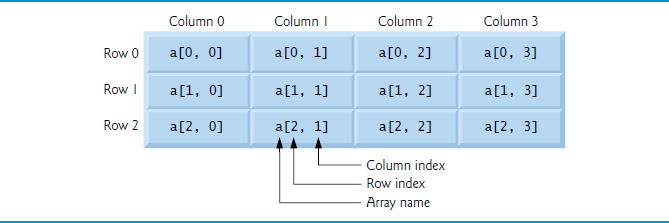 Column 0 Column 1 Column 2 Column 3
Row 0 a[0, 0] a[0, 1] a[0, 2] a[0, 3]
Row 1 a[1, 0] a[1, 1] a[1, 2] a[1, 3]
Row 2 a[2, 0] a[2, 1] a[2, 2] a[2, 3]
Column index
Row index
Array name